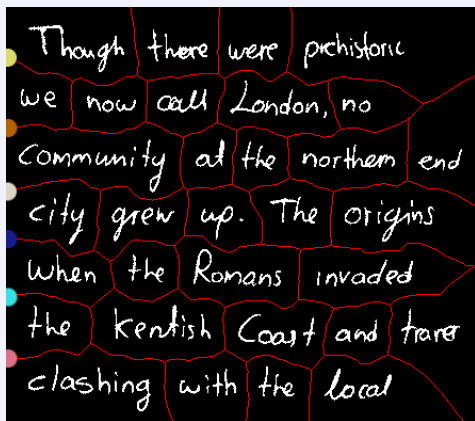 Though there were prehistoric
we now call London, no
Community at the northern end
city grew up. The origins
when the Romans invaded
the Kentish Coast and
clashing with the local